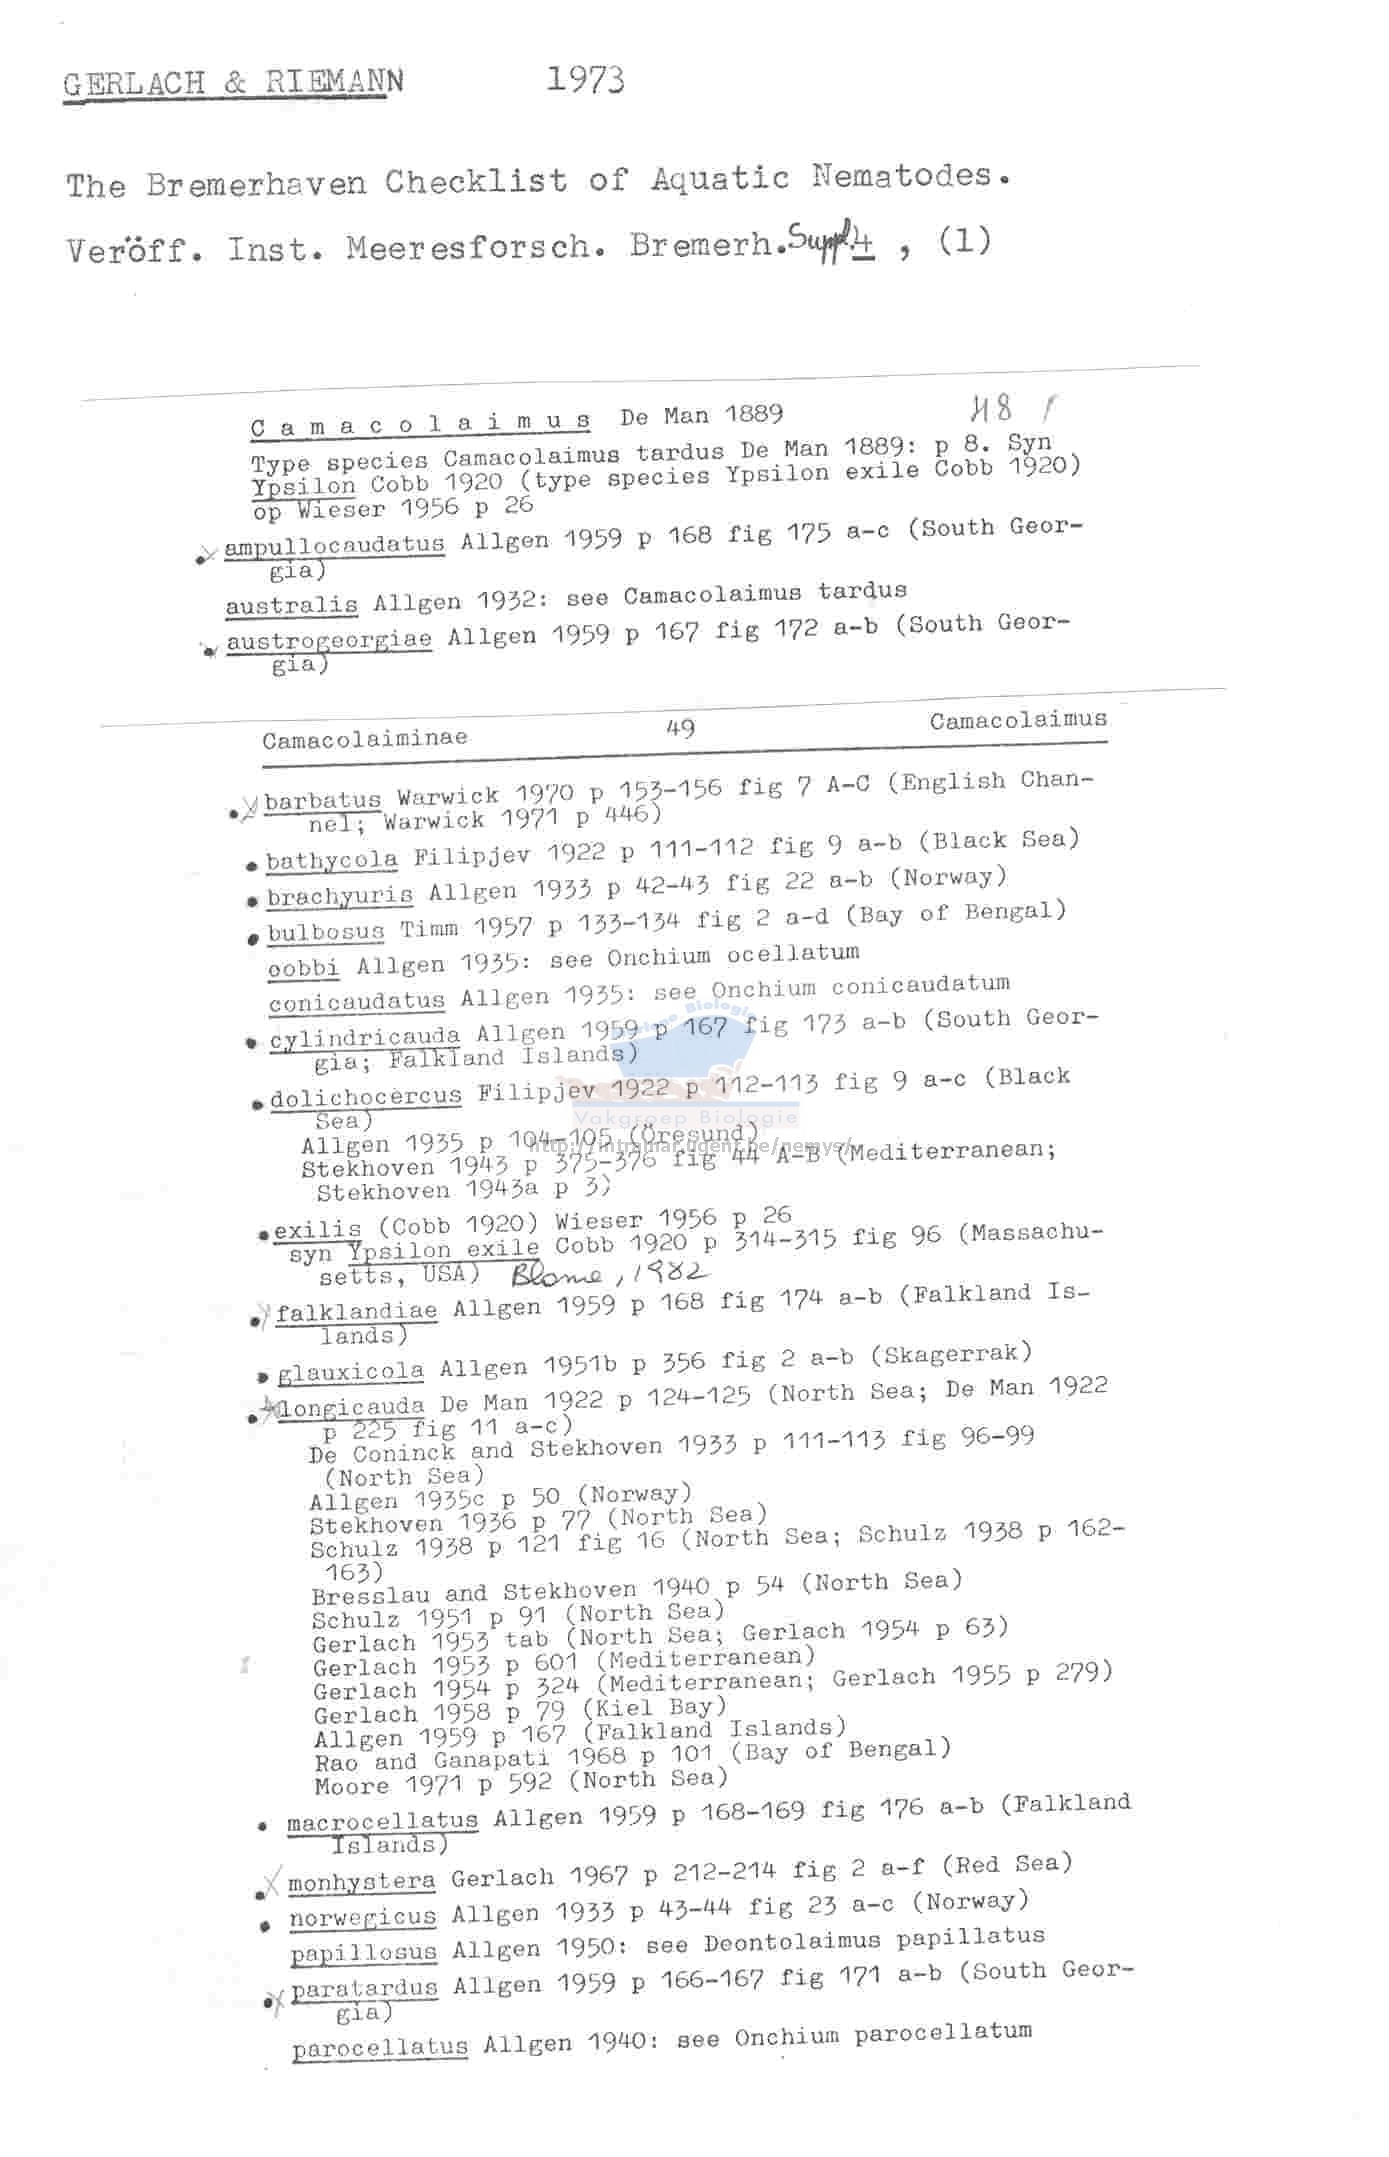 GERLACH & RIEMANN 1973
The Bremerhaven Checklist of Aquatic Nematodes.
Veröff. Inst. Meeresforsch. Bremerh. Suppl. 4 , (1)
Camacolaimus De Man 1889
Type species Camacolaimus tardus De Man 1889: p 8. Syn
Ypsilon Cobb 1920 (type species Ypsilon exile Cobb 1920)
op Wieser 1956 p 26
ampullocaudatus Allgen 1959 p 168 fig 175 a-c (South Geor-
gia)
australis Allgen 1932: see Camacolaimus tardus
austrogeorgiae Allgen 1959 p 167 fig 172 a-b (South Geor-
gia)
Camacolaiminae 49 Camacolaimus
barbatus Warwick 1970 p 153-156 fig 7 A-C (English Chan-
nel; Warwick 1971 p 446)
bathycola Filipjev 1922 p 111-112 fig 9 a-b (Black Sea)
brachyuris Allgen 1933 p 42-43 fig 22 a-b (Norway)
bulbosus Timm 1957 p 133-134 fig 2 a-d (Bay of Bengal)
cobbi Allgen 1935: see Onchium ocellatum
conicaudatus Allgen 1935: see Onchium conicaudatum
cylindricauda Allgen 1959 p 167 fig 173 a-b (South Geor-
gia; Falkland Islands)
dolichocercus Filipjev 1922 p 112-113 fig 9 a-c (Black
Sea)
Vakgroep Biologie
Allgen 1935 p 104-105 (Öresund)
http://intramar.ugent.be/nemys/
Stekhoven 1943 p 375-376 fig 44 A-B (Mediterranean;
Stekhoven 1943a p 3)
exilis (Cobb 1920) Wieser 1956 p 26
syn Ypsilon exile Cobb 1920 p 314-315 fig 96 (Massachu-
setts, USA) Blome, 1982
falklandiae Allgen 1959 p 168 fig 174 a-b (Falkland Is-
lands)
glauxicola Allgen 1951b p 356 fig 2 a-b (Skagerrak)
longicauda De Man 1922 p 124-125 (North Sea; De Man 1922
p 225 fig 11 a-c)
De Coninck and Stekhoven 1933 p 111-113 fig 96-99
(North Sea)
Allgen 1935c p 50 (Norway)
Stekhoven 1936 p 77 (North Sea)
Schulz 1938 p 121 fig 16 (North Sea; Schulz 1938 p 162-
163)
Bresslau and Stekhoven 1940 p 54 (North Sea)
Schulz 1951 p 91 (North Sea)
Gerlach 1953 tab (North Sea; Gerlach 1954 p 63)
Gerlach 1953 p 601 (Mediterranean)
Gerlach 1954 p 324 (Mediterranean; Gerlach 1955 p 279)
Gerlach 1958 p 79 (Kiel Bay)
Allgen 1959 p 167 (Falkland Islands)
Rao and Ganapati 1968 p 101 (Bay of Bengal)
Moore 1971 p 592 (North Sea)
macrocellatus Allgen 1959 p 168-169 fig 176 a-b (Falkland
Islands)
monhystera Gerlach 1967 p 212-214 fig 2 a-f (Red Sea)
norwegicus Allgen 1933 p 43-44 fig 23 a-c (Norway)
papillosus Allgen 1950: see Deontolaimus papillatus
paratardus Allgen 1959 p 166-167 fig 171 a-b (South Geor-
gia)
parocellatus Allgen 1940: see Onchium parocellatum